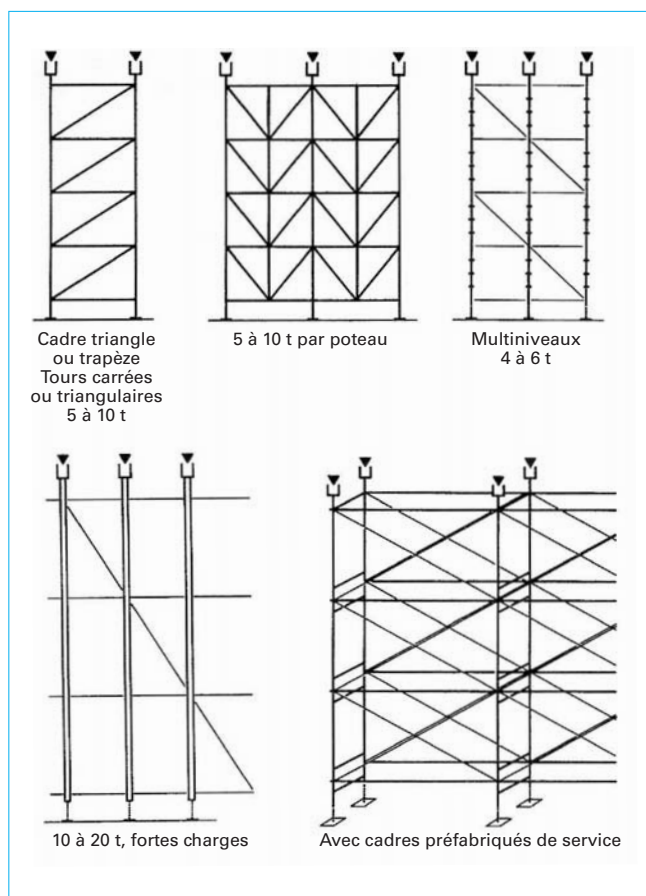 Cadre triangle
ou trapèze
Tours carrées
ou triangulaires
5 à 10 t
5 à 10 t par poteau
Multiniveaux
4 à 6 t
10 à 20 t, fortes charges
Avec cadres préfabriqués de service